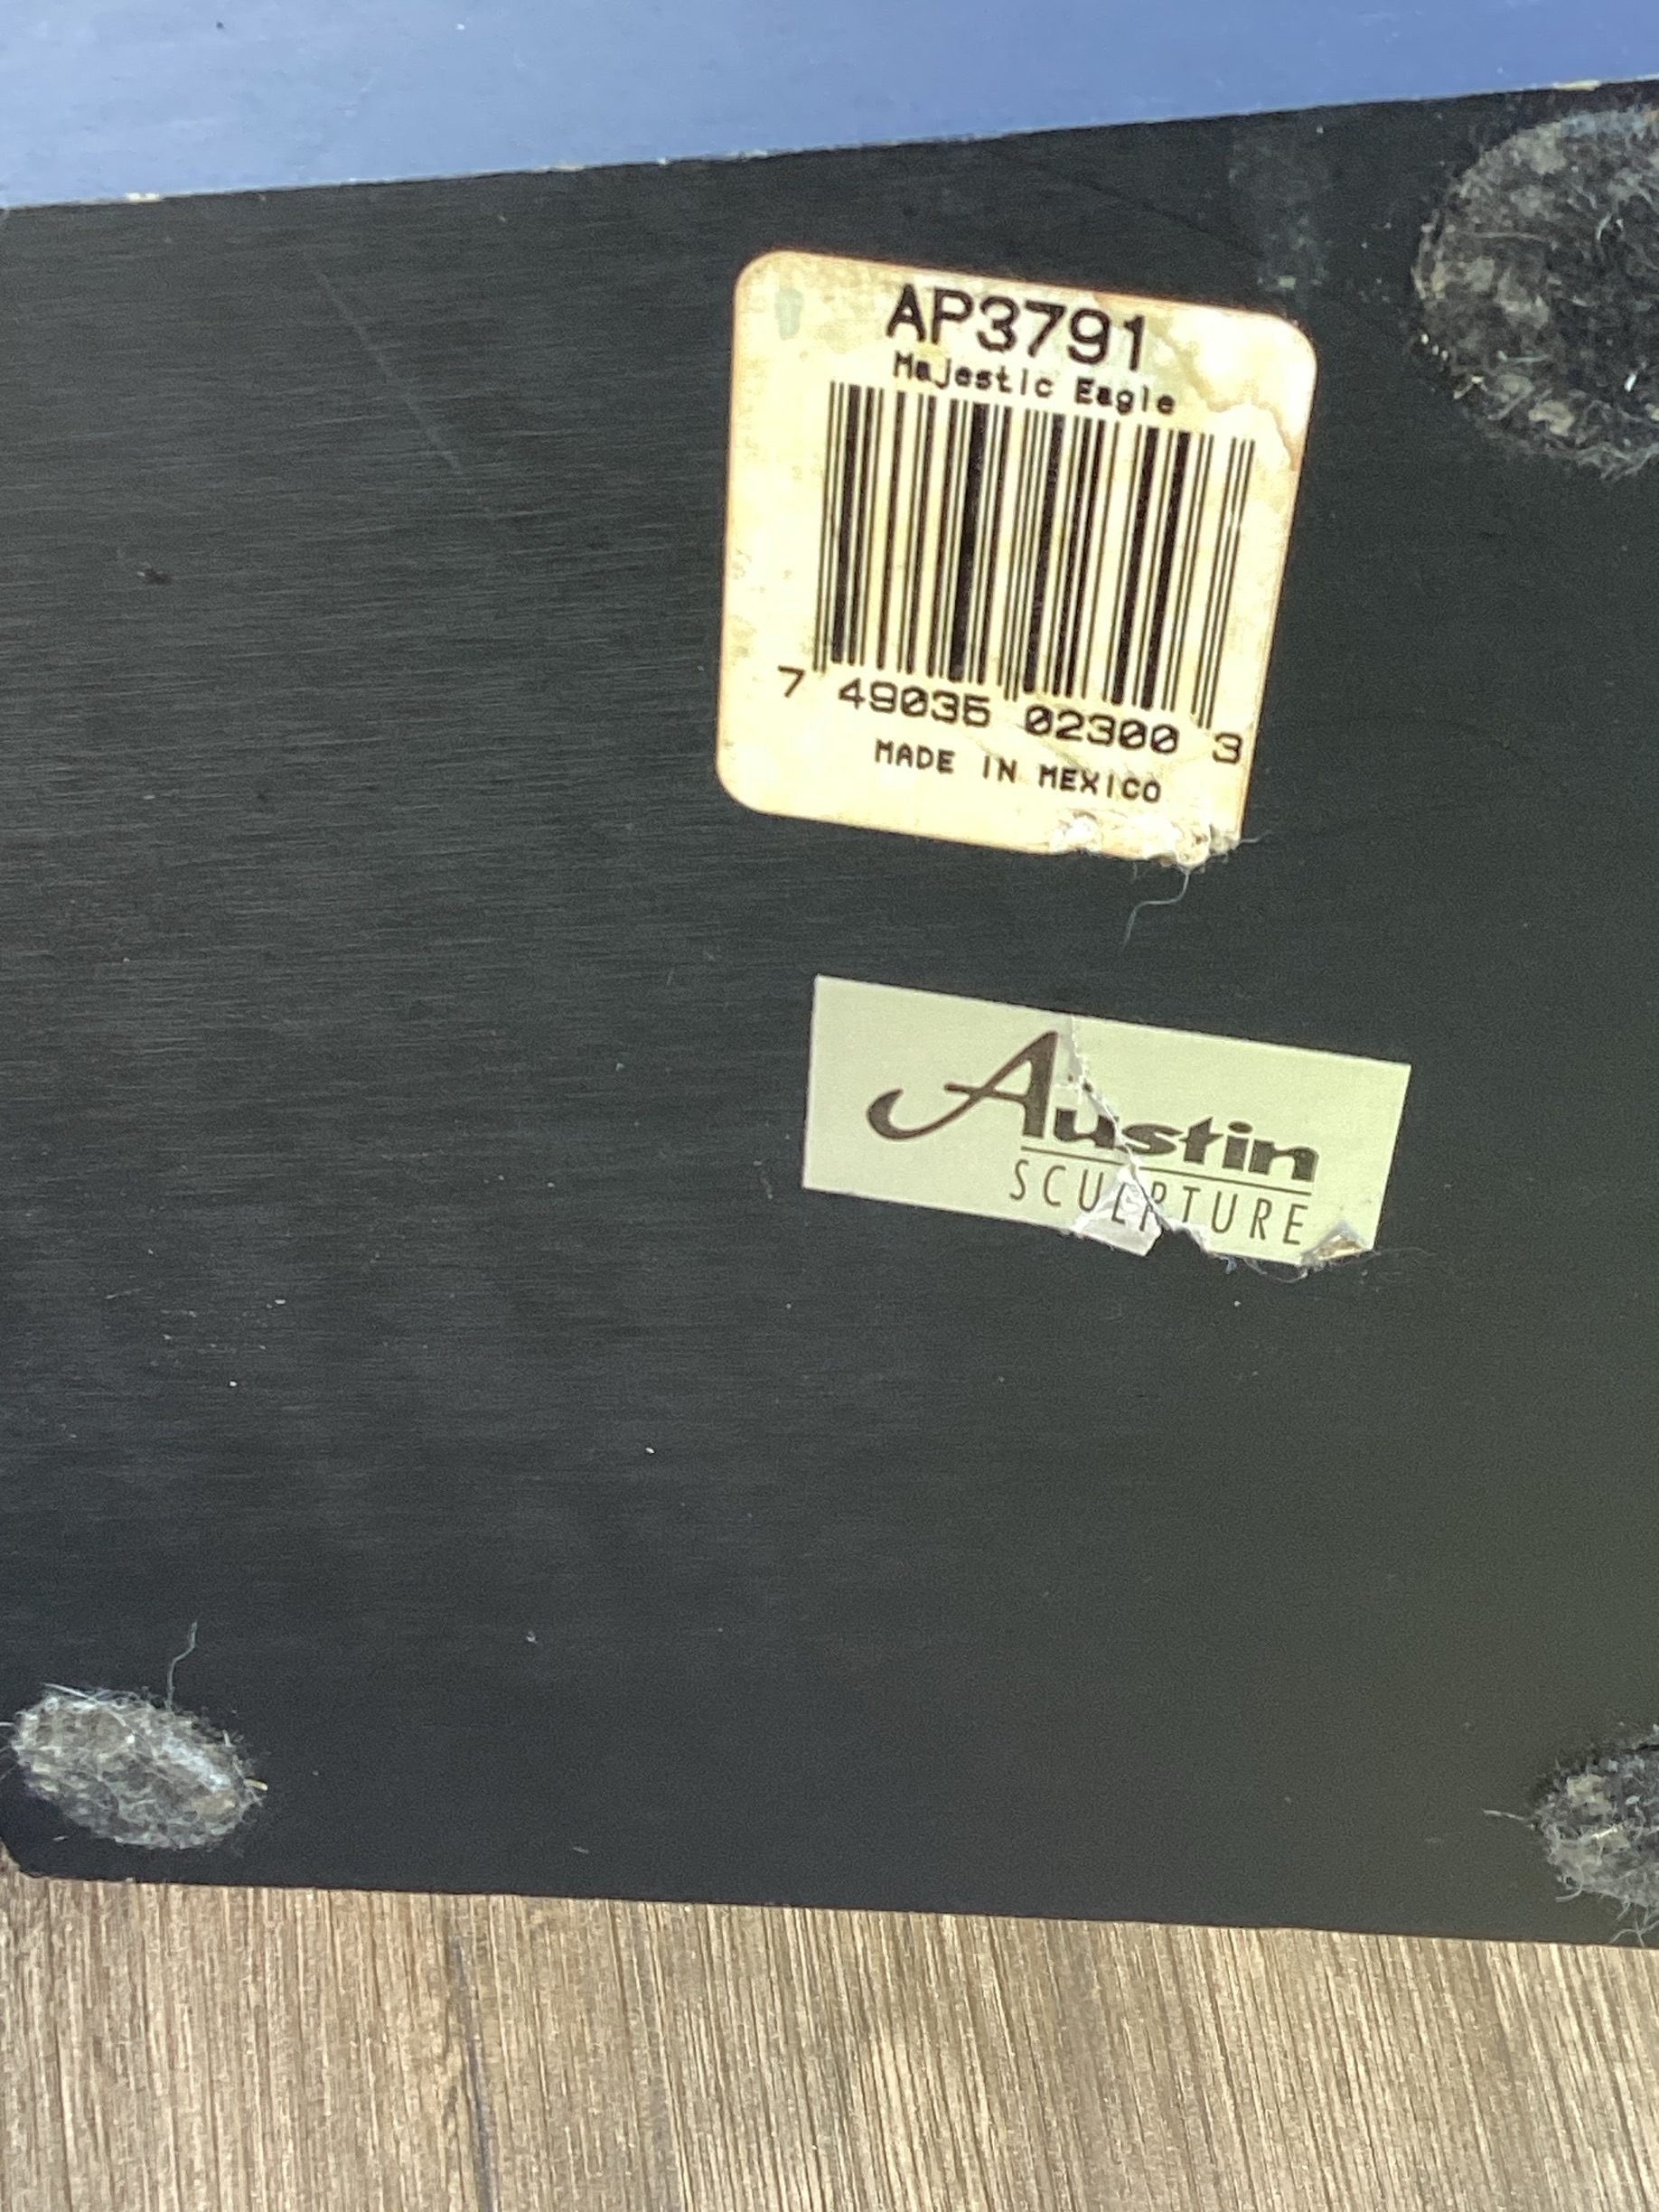 AP3791
Majestic Eagle
7 49035 02300 3
MADE IN MEXICO
Austin
SCULPTURE